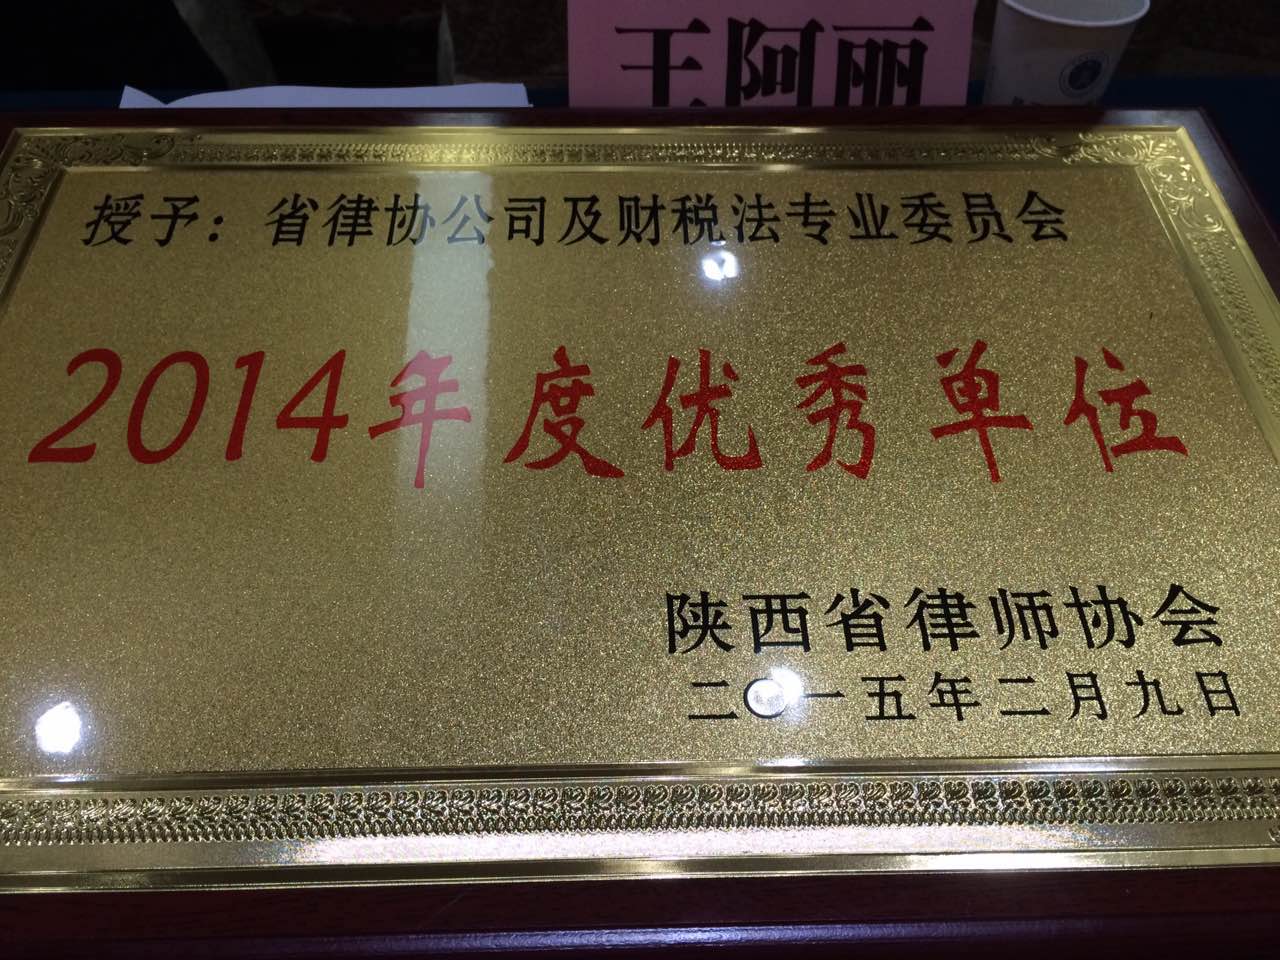 王阿丽
授予：省律协公司及财税法专业委员会
2014年度优秀单位
陕西省律师协会
二〇一五年二月九日